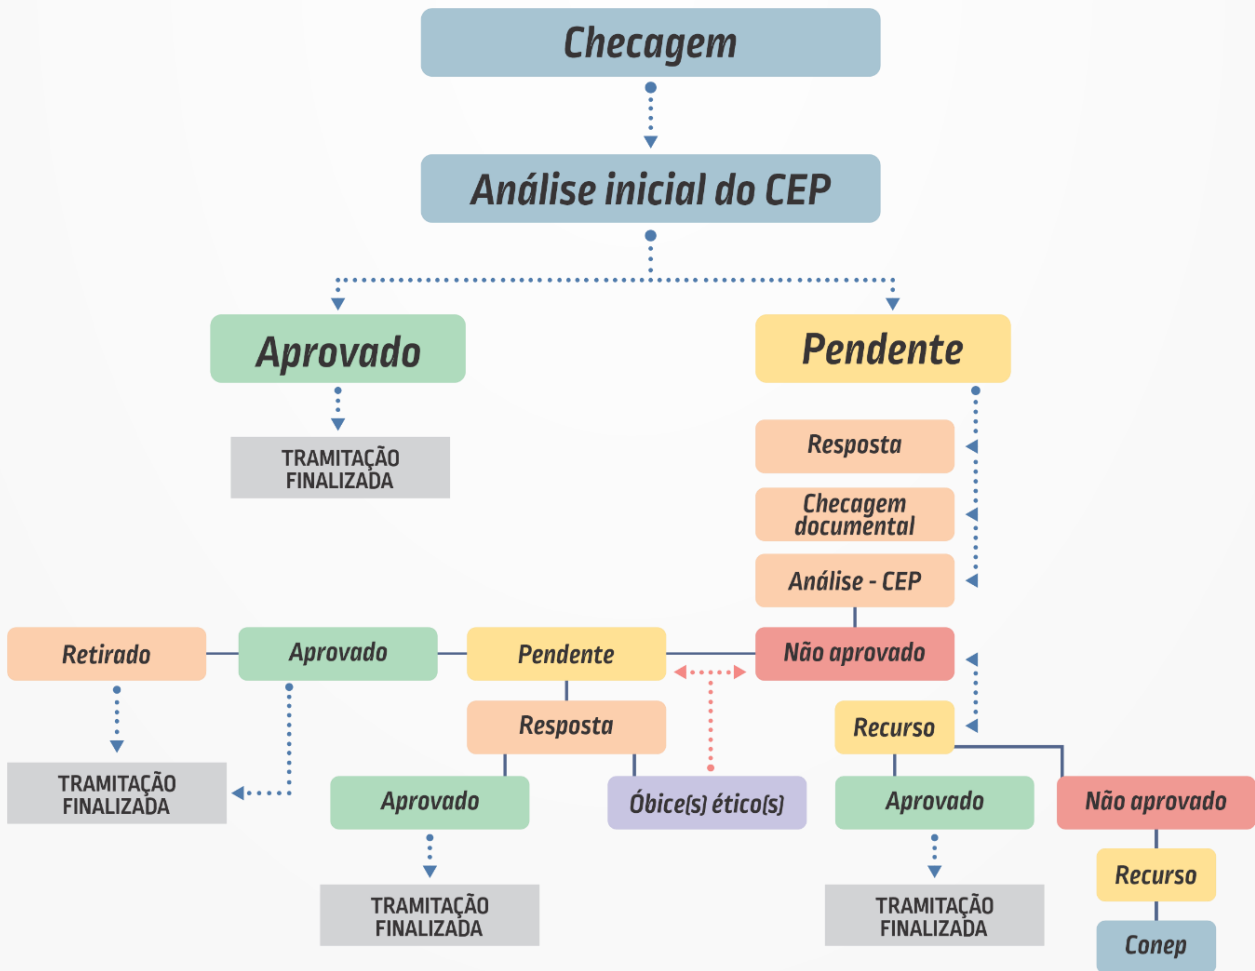 Checagem
Análise inicial do CEP
Aprovado
Pendente
TRAMITAÇÃO
FINALIZADA
Resposta
Checagem
documental
Análise - CEP
Retirado
Aprovado
Pendente
Não aprovado
Resposta
Recurso
TRAMITAÇÃO
FINALIZADA
Aprovado
Óbice(s) ético(s)
Aprovado
Não aprovado
TRAMITAÇÃO
FINALIZADA
TRAMITAÇÃO
FINALIZADA
Recurso
Conep